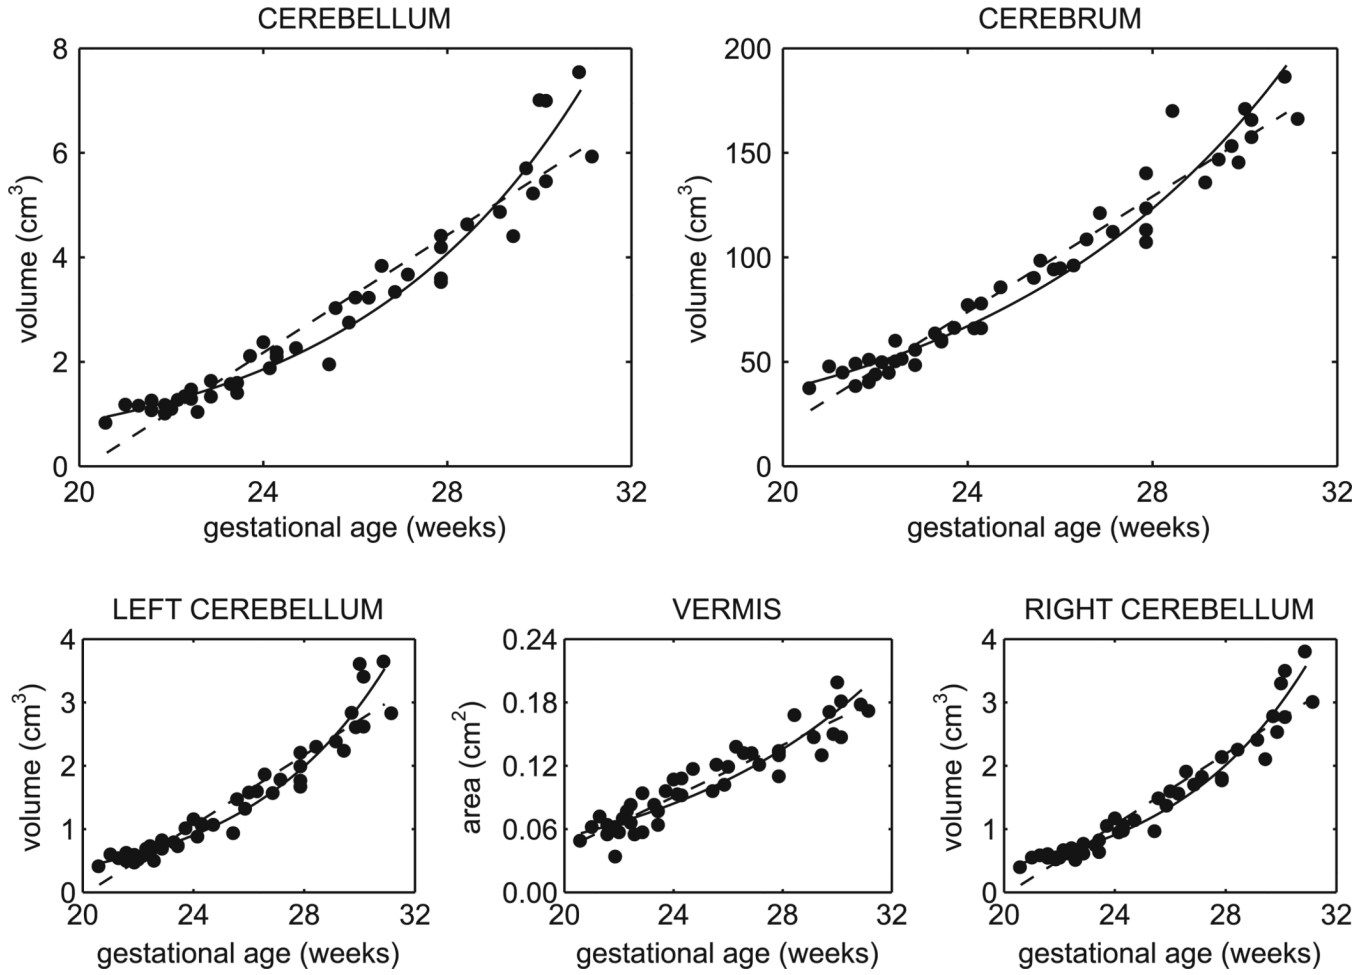 CEREBELLUM
8
6
4
2
0
volume (cm³)
20 24 28 32
gestational age (weeks)
CEREBRUM
200
150
100
50
0
volume (cm³)
20 24 28 32
gestational age (weeks)
LEFT CEREBELLUM
4
3
2
1
0
volume (cm³)
20 24 28 32
gestational age (weeks)
VERMIS
0.24
0.18
0.12
0.06
0.00
area (cm²)
20 24 28 32
gestational age (weeks)
RIGHT CEREBELLUM
4
3
2
1
0
volume (cm³)
20 24 28 32
gestational age (weeks)